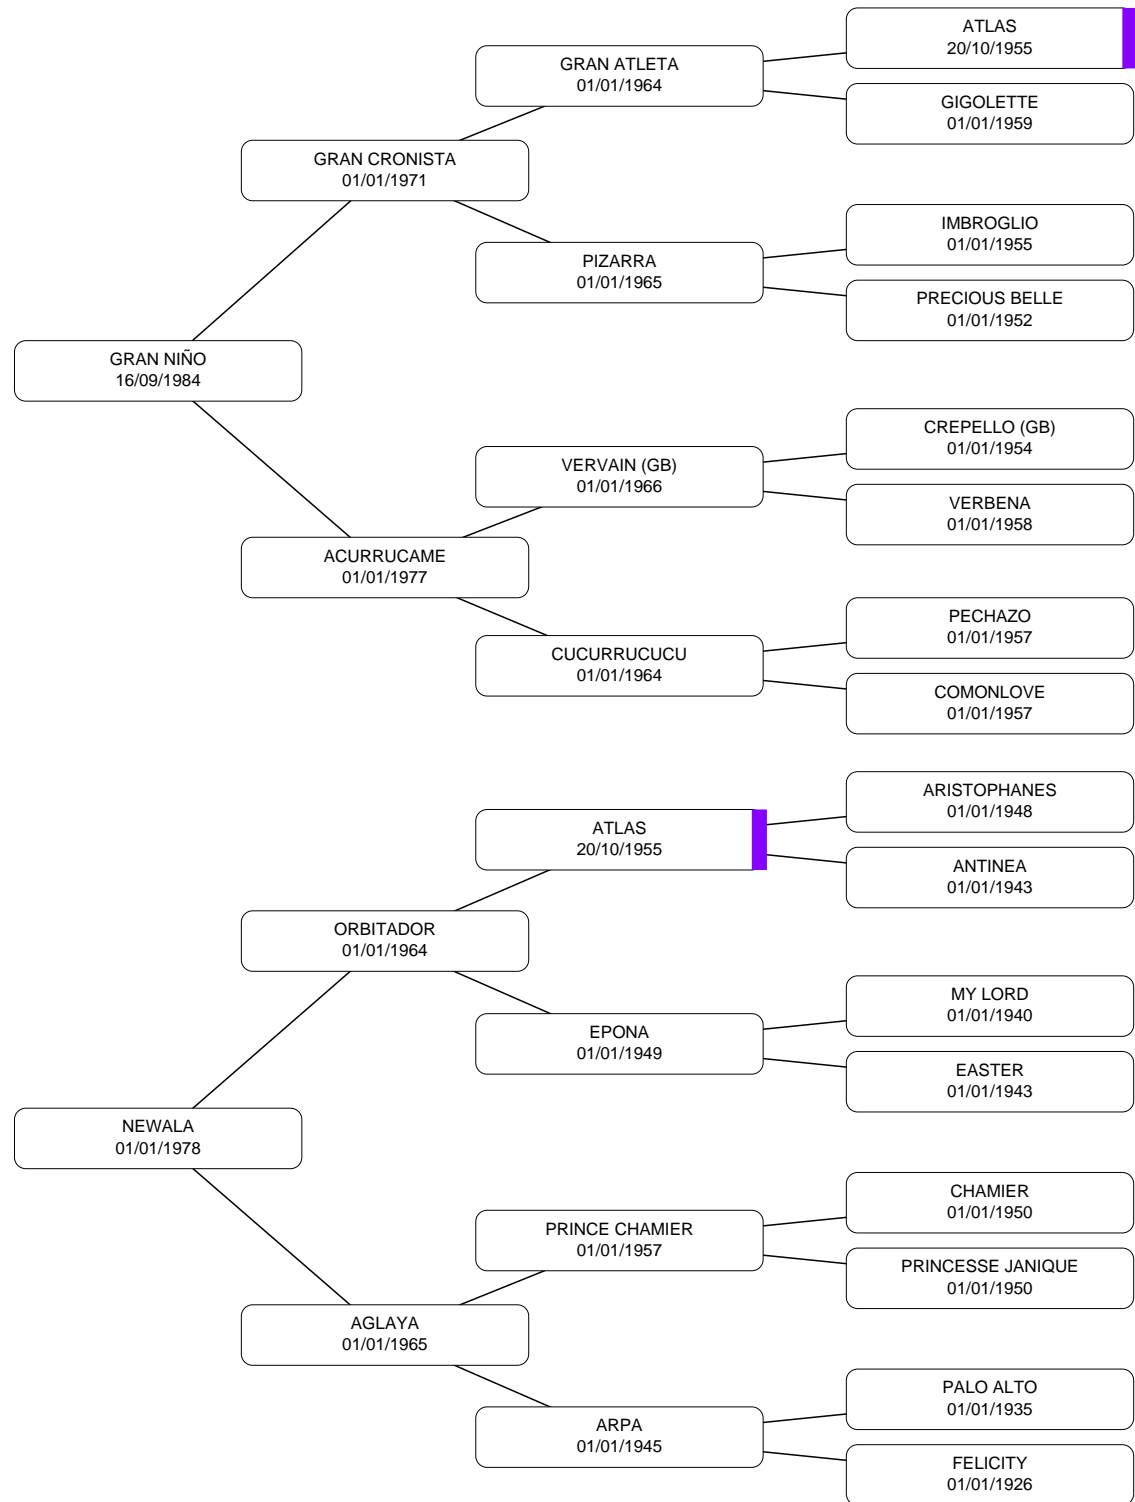 ATLAS
20/10/1955
GRAN ATLETA
01/01/1964
GIGOLETTE
01/01/1959
GRAN CRONISTA
01/01/1971
IMBROGLIO
01/01/1955
PIZARRA
01/01/1965
PRECIOUS BELLE
01/01/1952
GRAN NIÑO
16/09/1984
CREPELLO (GB)
01/01/1954
VERVAIN (GB)
01/01/1966
VERBENA
01/01/1958
ACURRUCAME
01/01/1977
PECHAZO
01/01/1957
CUCURRUCUCU
01/01/1964
COMONLOVE
01/01/1957
ARISTOPHANES
01/01/1948
ATLAS
20/10/1955
ANTINEA
01/01/1943
ORBITADOR
01/01/1964
MY LORD
01/01/1940
EPONA
01/01/1949
EASTER
01/01/1943
NEWALA
01/01/1978
CHAMIER
01/01/1950
PRINCE CHAMIER
01/01/1957
PRINCESSE JANIQUE
01/01/1950
AGLAYA
01/01/1965
PALO ALTO
01/01/1935
ARPA
01/01/1945
FELICITY
01/01/1926